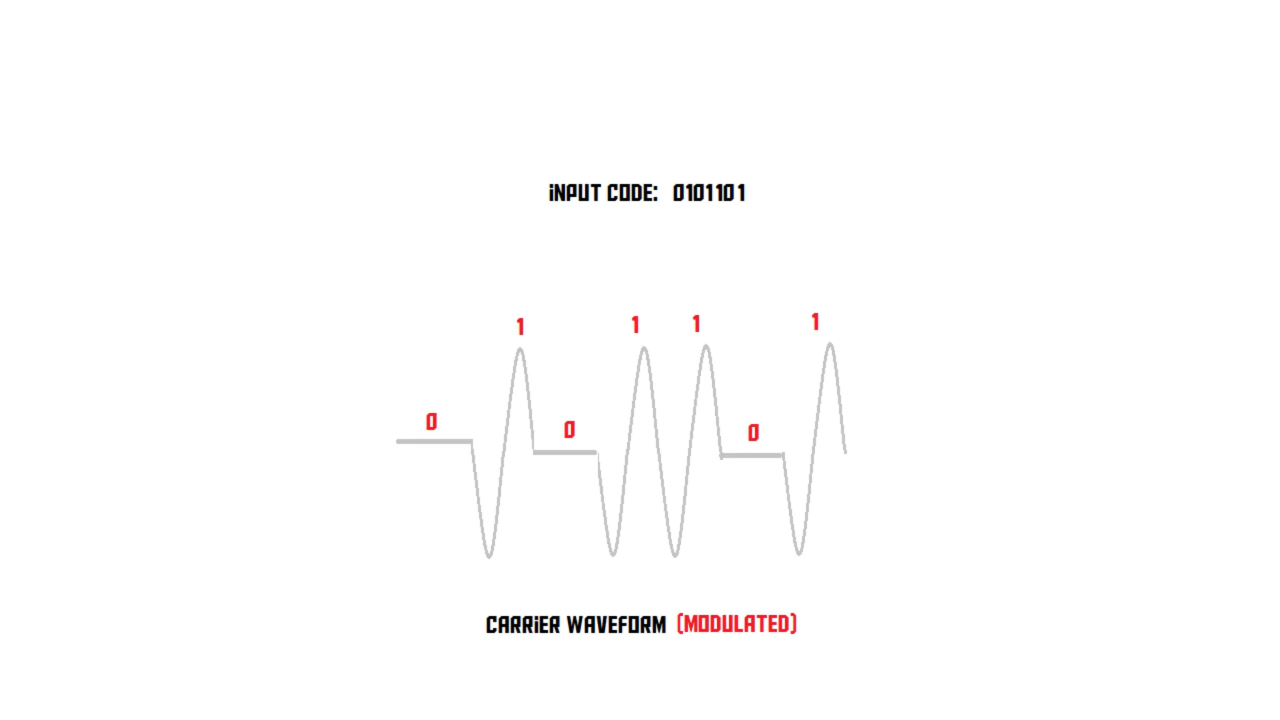 INPUT CODE: 0101101
1 1 1 1
0 0 0
CARRIER WAVEFORM (MODULATED)